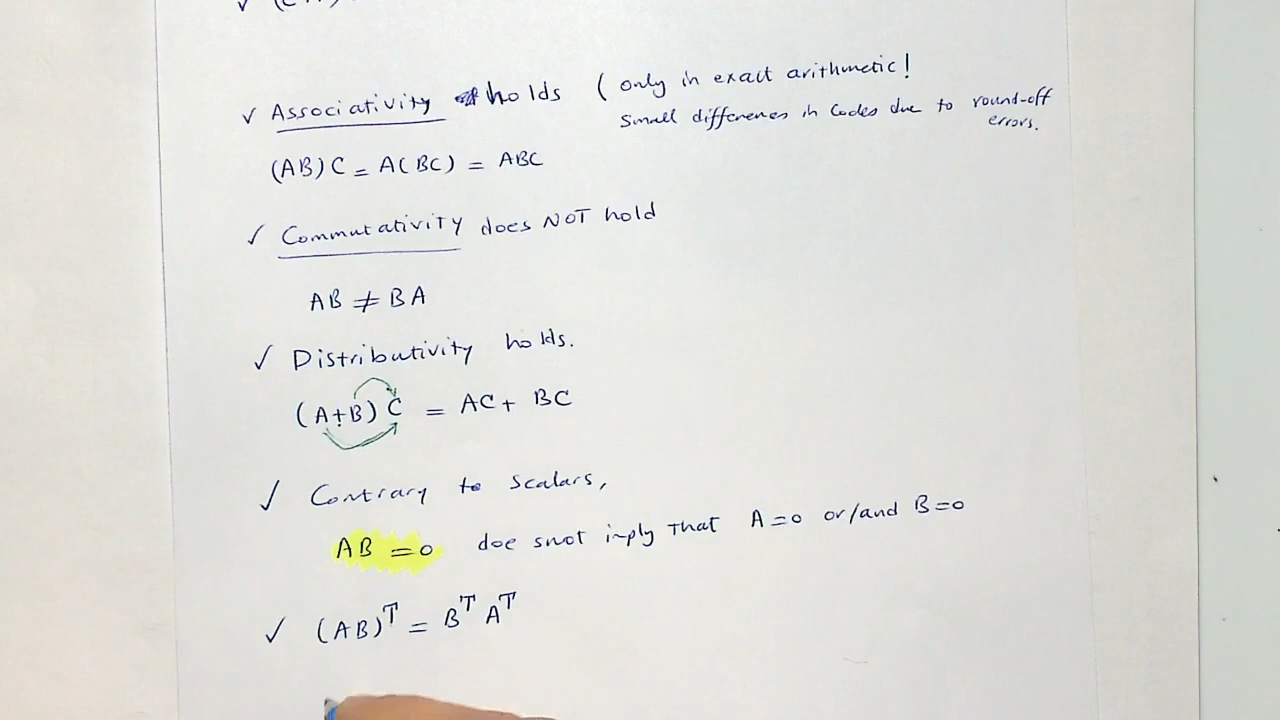 ✓ Associativity holds (only in exact arithmetic!
Small differences in codes due to round-off
errors.
(AB)C = A(BC) = ABC
✓ Commutativity does NOT hold
AB ≠ BA
✓ Distributivity holds.
(A+B)C = AC + BC
✓ Contrary to scalars,
AB = 0 doe snot imply that A=0 or/and B=0
✓ (AB)ᵀ = Bᵀ Aᵀ